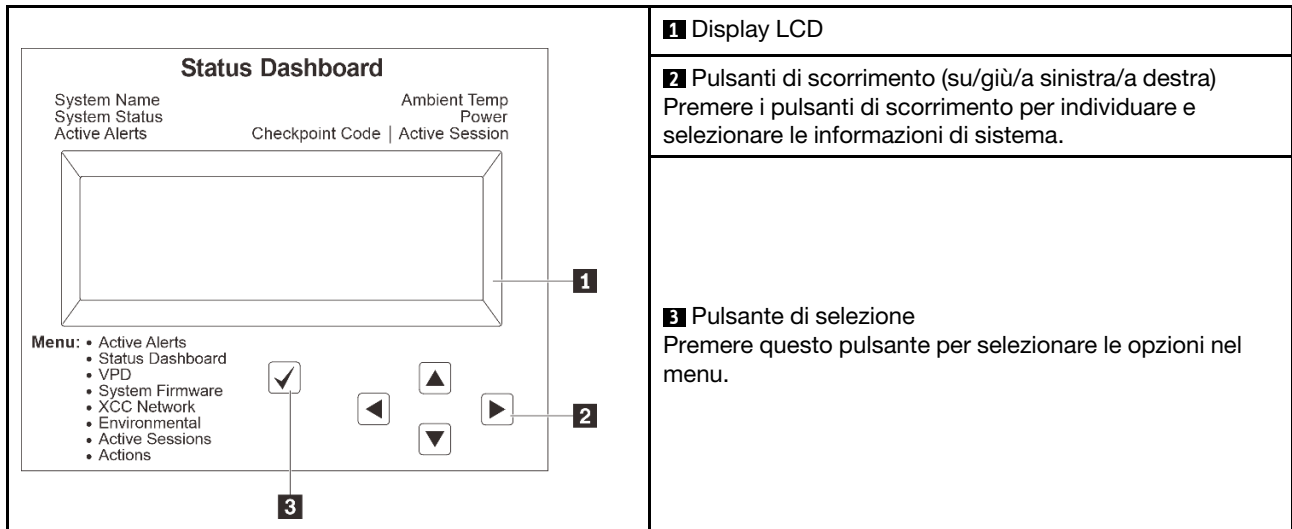 Status Dashboard
System Name
System Status
Active Alerts
Ambient Temp
Power
Checkpoint Code | Active Session
1
Menu: • Active Alerts
• Status Dashboard
• VPD
• System Firmware
• XCC Network
• Environmental
• Active Sessions
• Actions
2
3
1 Display LCD
2 Pulsanti di scorrimento (su/giù/a sinistra/a destra)
Premere i pulsanti di scorrimento per individuare e
selezionare le informazioni di sistema.
3 Pulsante di selezione
Premere questo pulsante per selezionare le opzioni nel
menu.